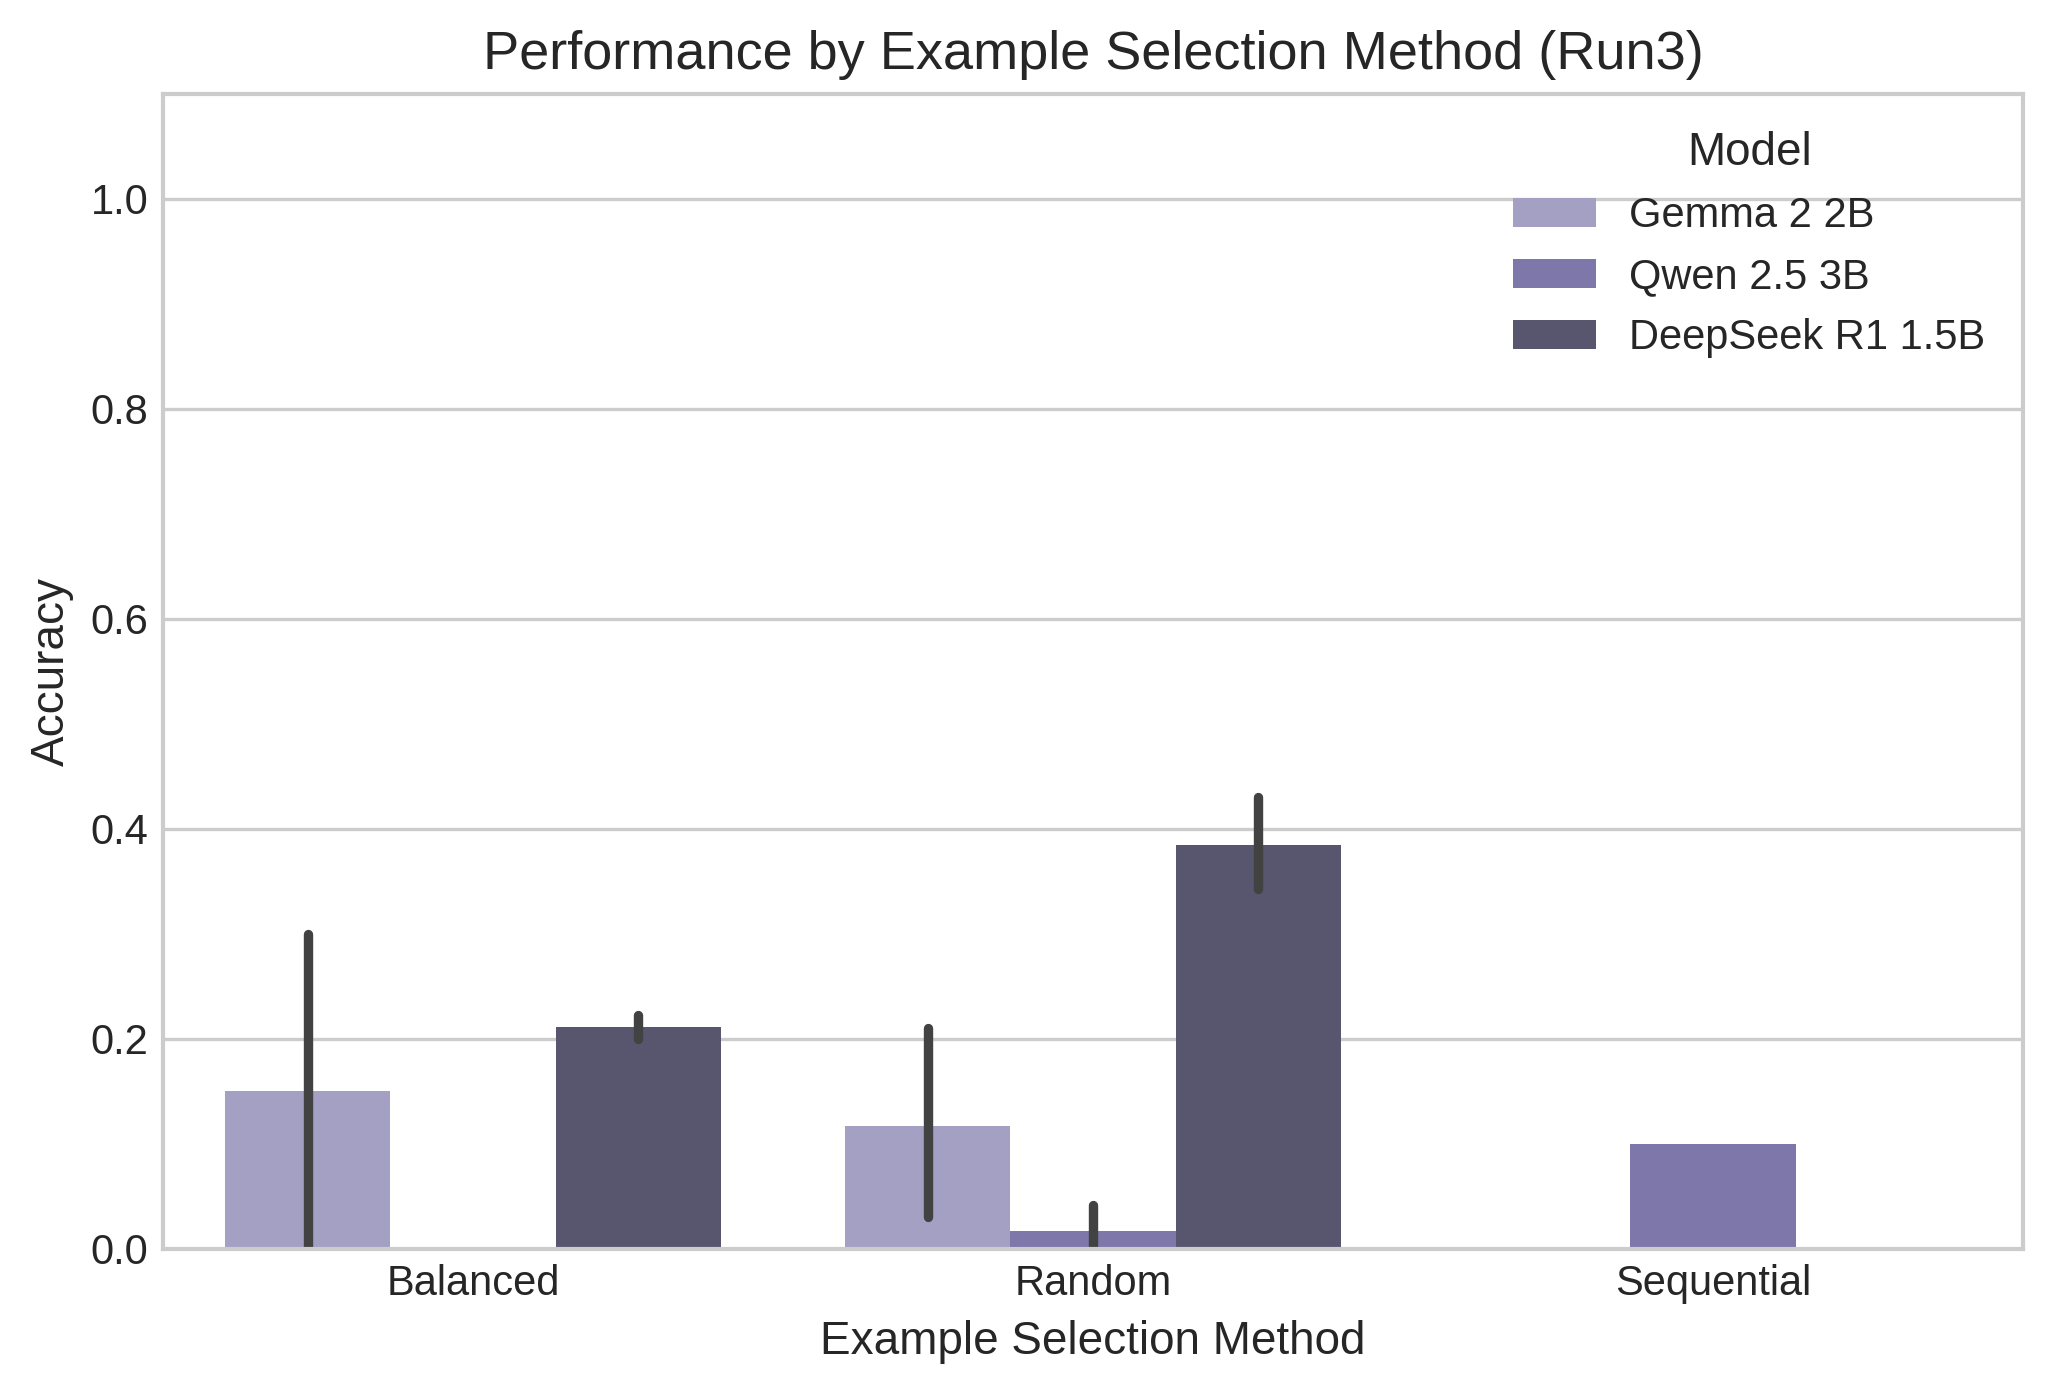 Performance by Example Selection Method (Run3)
Model
Gemma 2 2B
Qwen 2.5 3B
DeepSeek R1 1.5B
Accuracy
1.0
0.8
0.6
0.4
0.2
0.0
Balanced Random Sequential
Example Selection Method